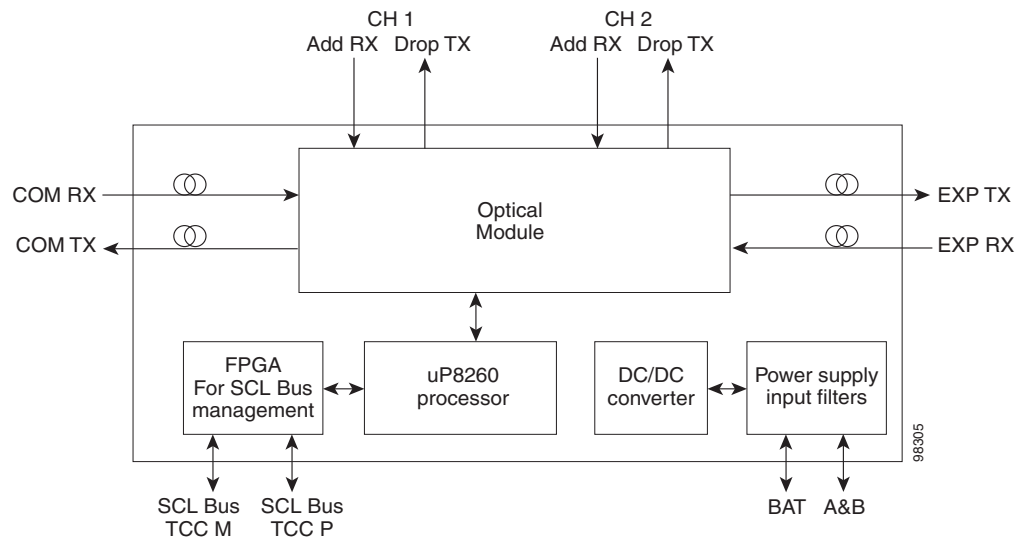 CH 1
Add RX Drop TX
CH 2
Add RX Drop TX
COM RX
COM TX
Optical
Module
EXP TX
EXP RX
FPGA
For SCL Bus
management
uP8260
processor
DC/DC
converter
Power supply
input filters
98305
SCL Bus
TCC M
SCL Bus
TCC P
BAT
A&B